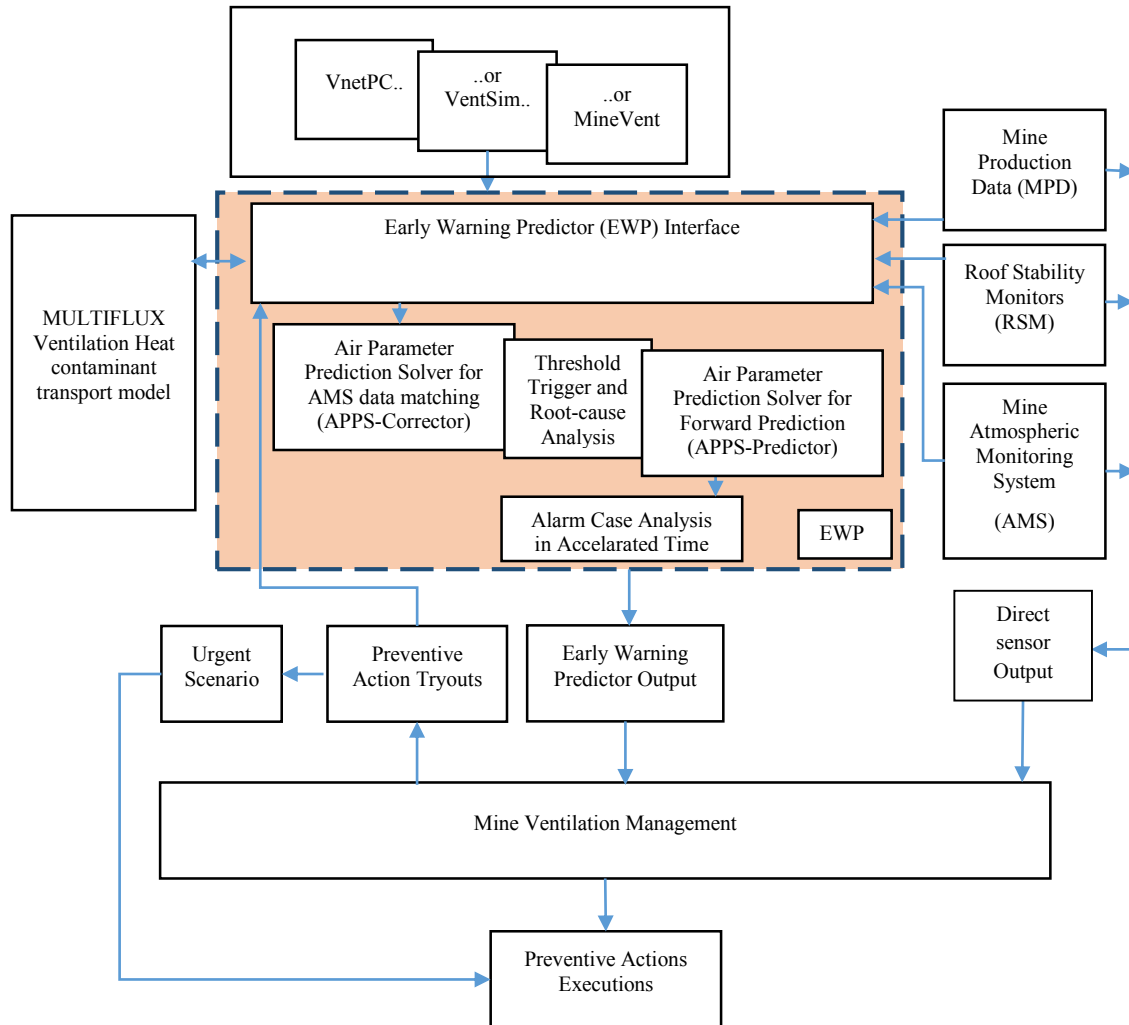 VnetPC..
..or
VentSim..
..or
MineVent
Mine
Production
Data (MPD)
Early Warning Predictor (EWP) Interface
Roof Stability
Monitors
(RSM)
MULTIFLUX
Ventilation Heat
contaminant
transport model
Air Parameter
Prediction Solver for
AMS data matching
(APPS-Corrector)
Threshold
Trigger and
Root-cause
Analysis
Air Parameter
Prediction Solver for
Forward Prediction
(APPS-Predictor)
Mine
Atmospheric
Monitoring
System
(AMS)
Alarm Case Analysis
in Accelarated Time
EWP
Urgent
Scenario
Preventive
Action Tryouts
Early Warning
Predictor Output
Direct
sensor
Output
Mine Ventilation Management
Preventive Actions
Executions